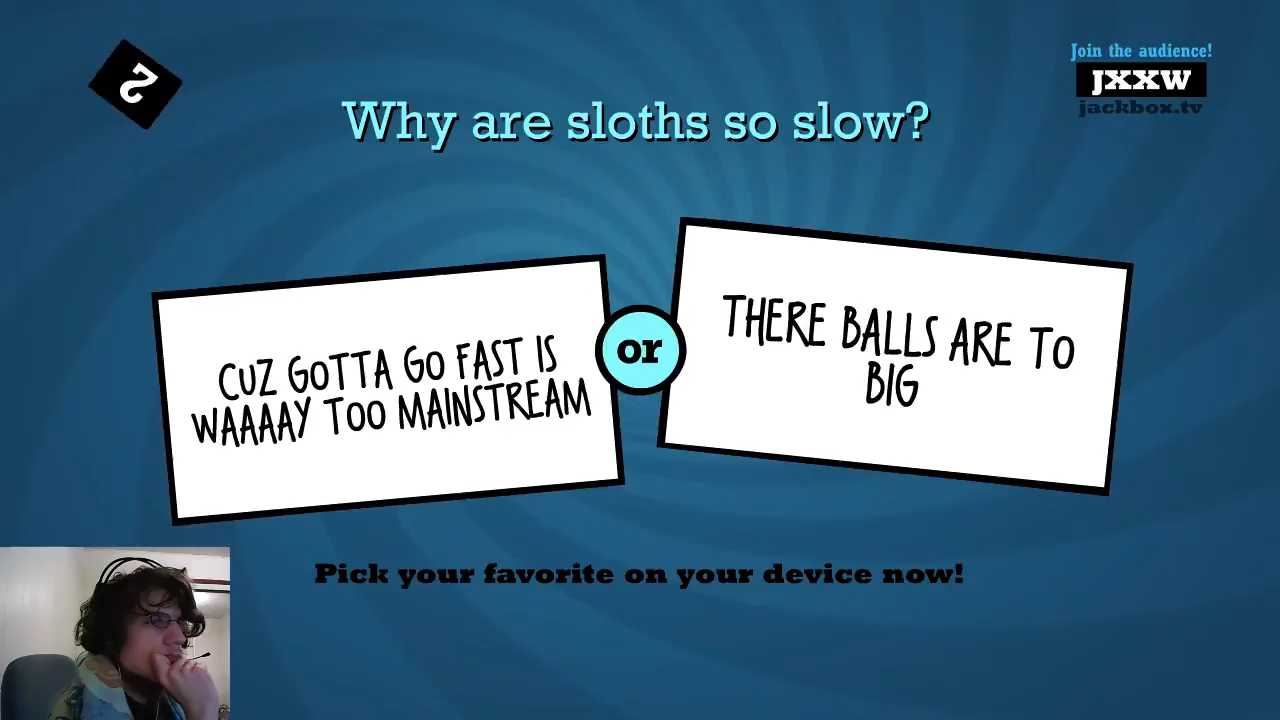 2
Join the audience!
JXXW
jackbox.tv
Why are sloths so slow?
CUZ GOTTA GO FAST IS
WAAAAY TOO MAINSTREAM
or
THERE BALLS ARE TO
BIG
Pick your favorite on your device now!